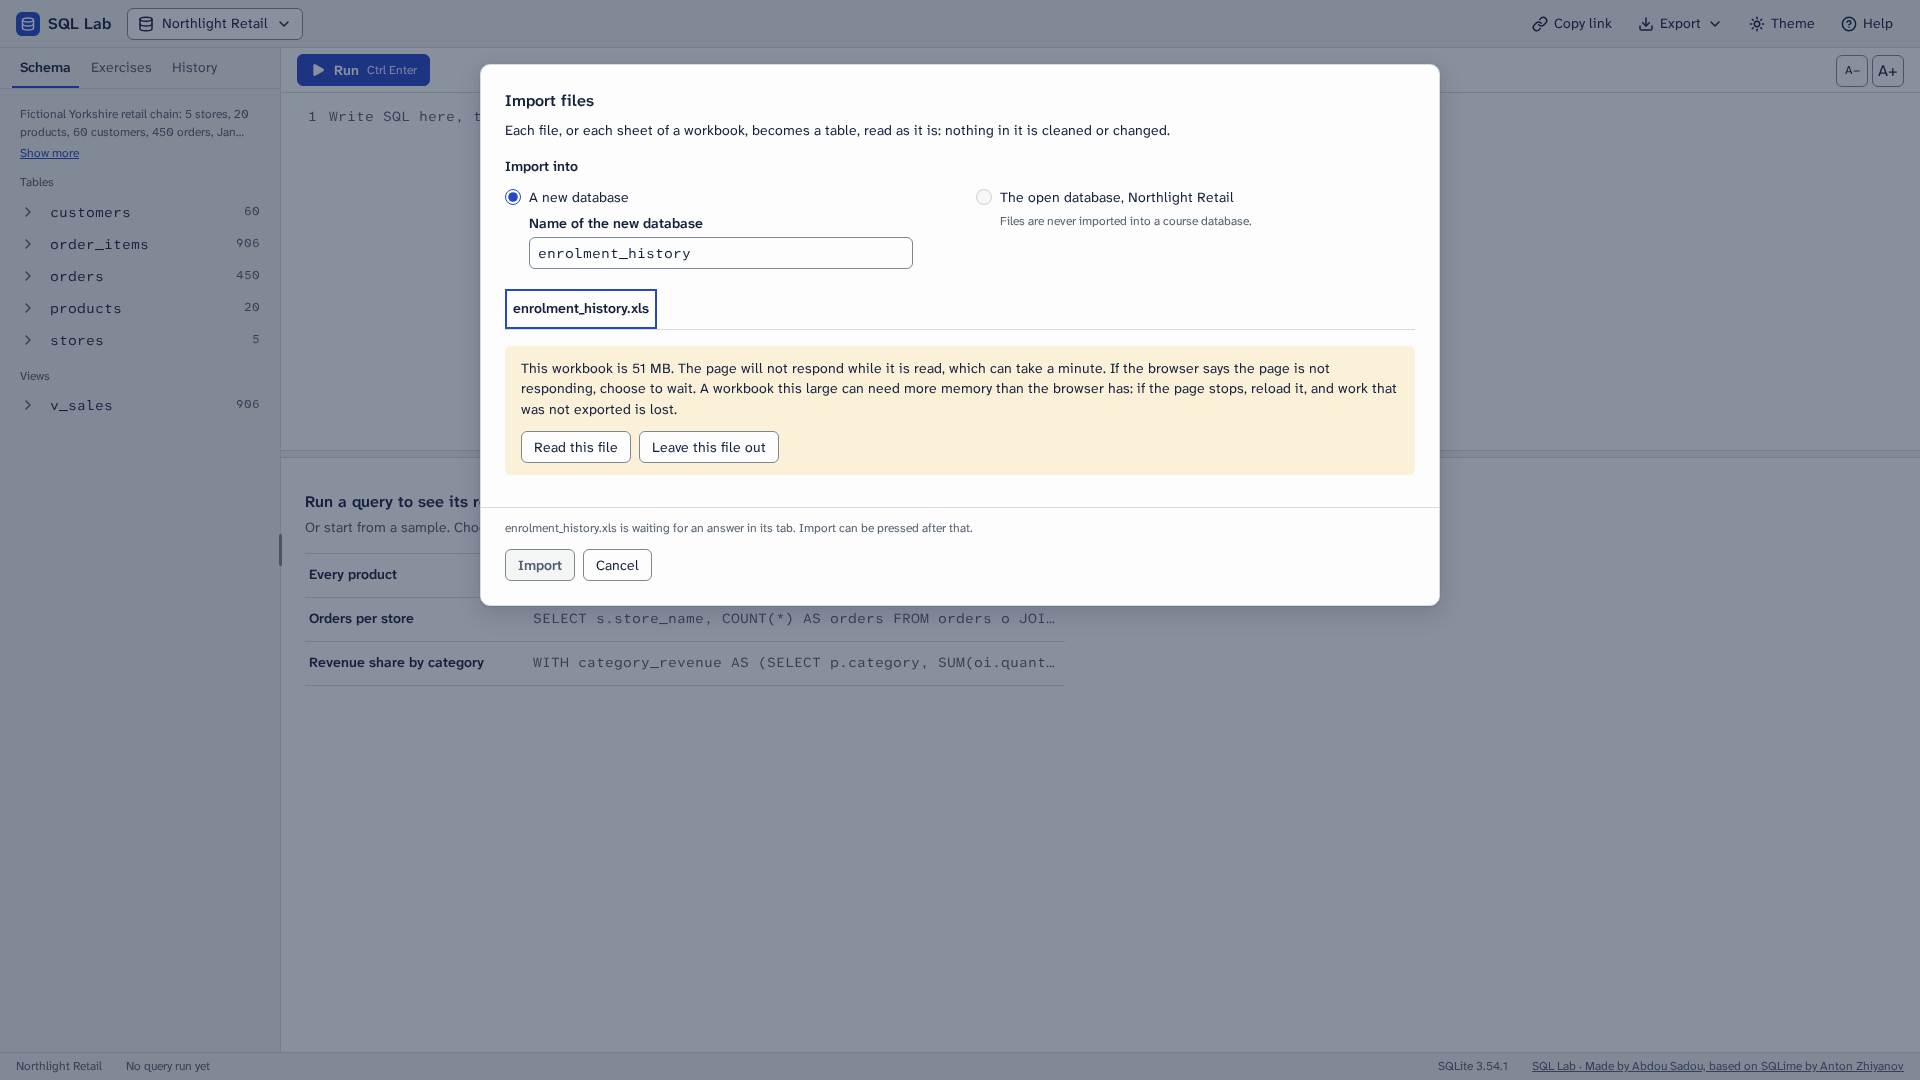 SQL Lab
Northlight Retail
Copy link
Export
Theme
Help
Schema
Exercises
History
Run Ctrl Enter
A−
A+
Fictional Yorkshire retail chain: 5 stores, 20
products, 60 customers, 450 orders, Jan…
Show more
Tables
customers 60
order_items 906
orders 450
products 20
stores 5
Views
v_sales 906
1 Write SQL here,
Import files
Each file, or each sheet of a workbook, becomes a table, read as it is: nothing in it is cleaned or changed.
Import into
A new database
Name of the new database
enrolment_history
The open database, Northlight Retail
Files are never imported into a course database.
enrolment_history.xls
This workbook is 51 MB. The page will not respond while it is read, which can take a minute. If the browser says the page is not
responding, choose to wait. A workbook this large can need more memory than the browser has: if the page stops, reload it, and work that
was not exported is lost.
Read this file
Leave this file out
enrolment_history.xls is waiting for an answer in its tab. Import can be pressed after that.
Import
Cancel
Run a query to see its
Or start from a sample.
Every product
Orders per store SELECT s.store_name, COUNT(*) AS orders FROM orders o JOI…
Revenue share by category WITH category_revenue AS (SELECT p.category, SUM(oi.quant…
Northlight Retail
No query run yet
SQLite 3.54.1
SQL Lab · Made by Abdou Sadou, based on SQLime by Anton Zhiyanov